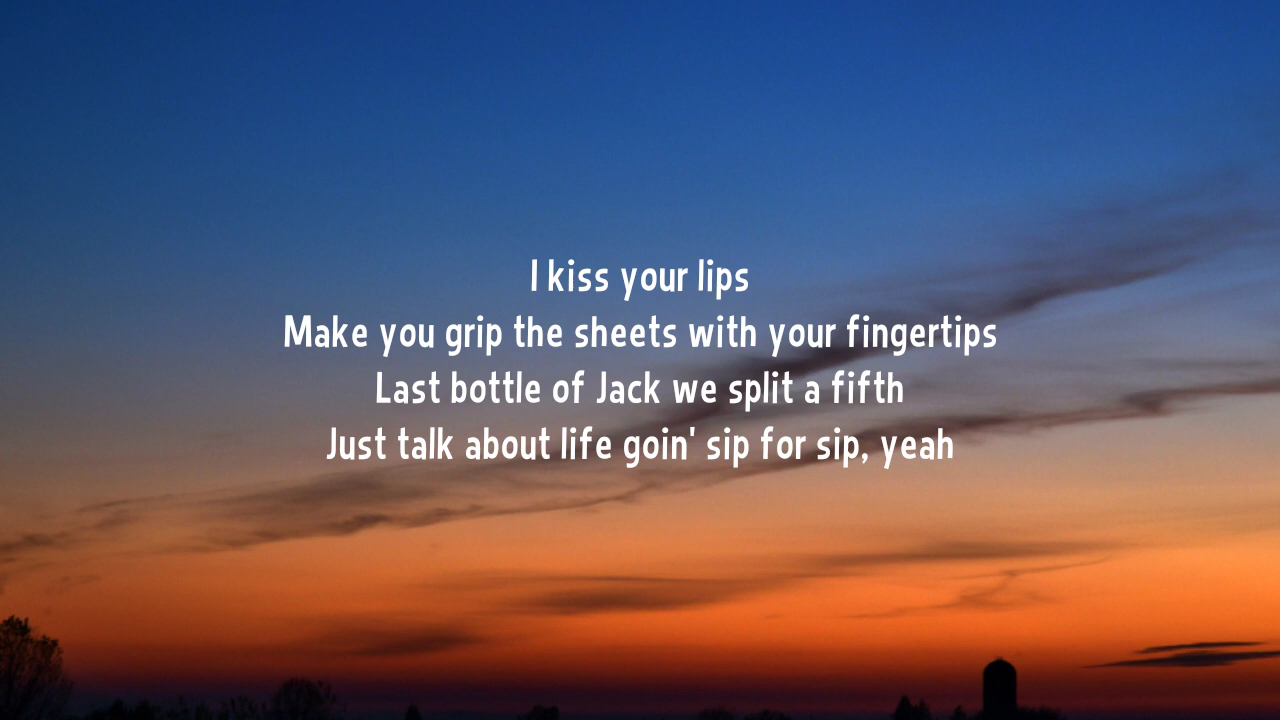 I kiss your lips
Make you grip the sheets with your fingertips
Last bottle of Jack we split a fifth
Just talk about life goin' sip for sip, yeah